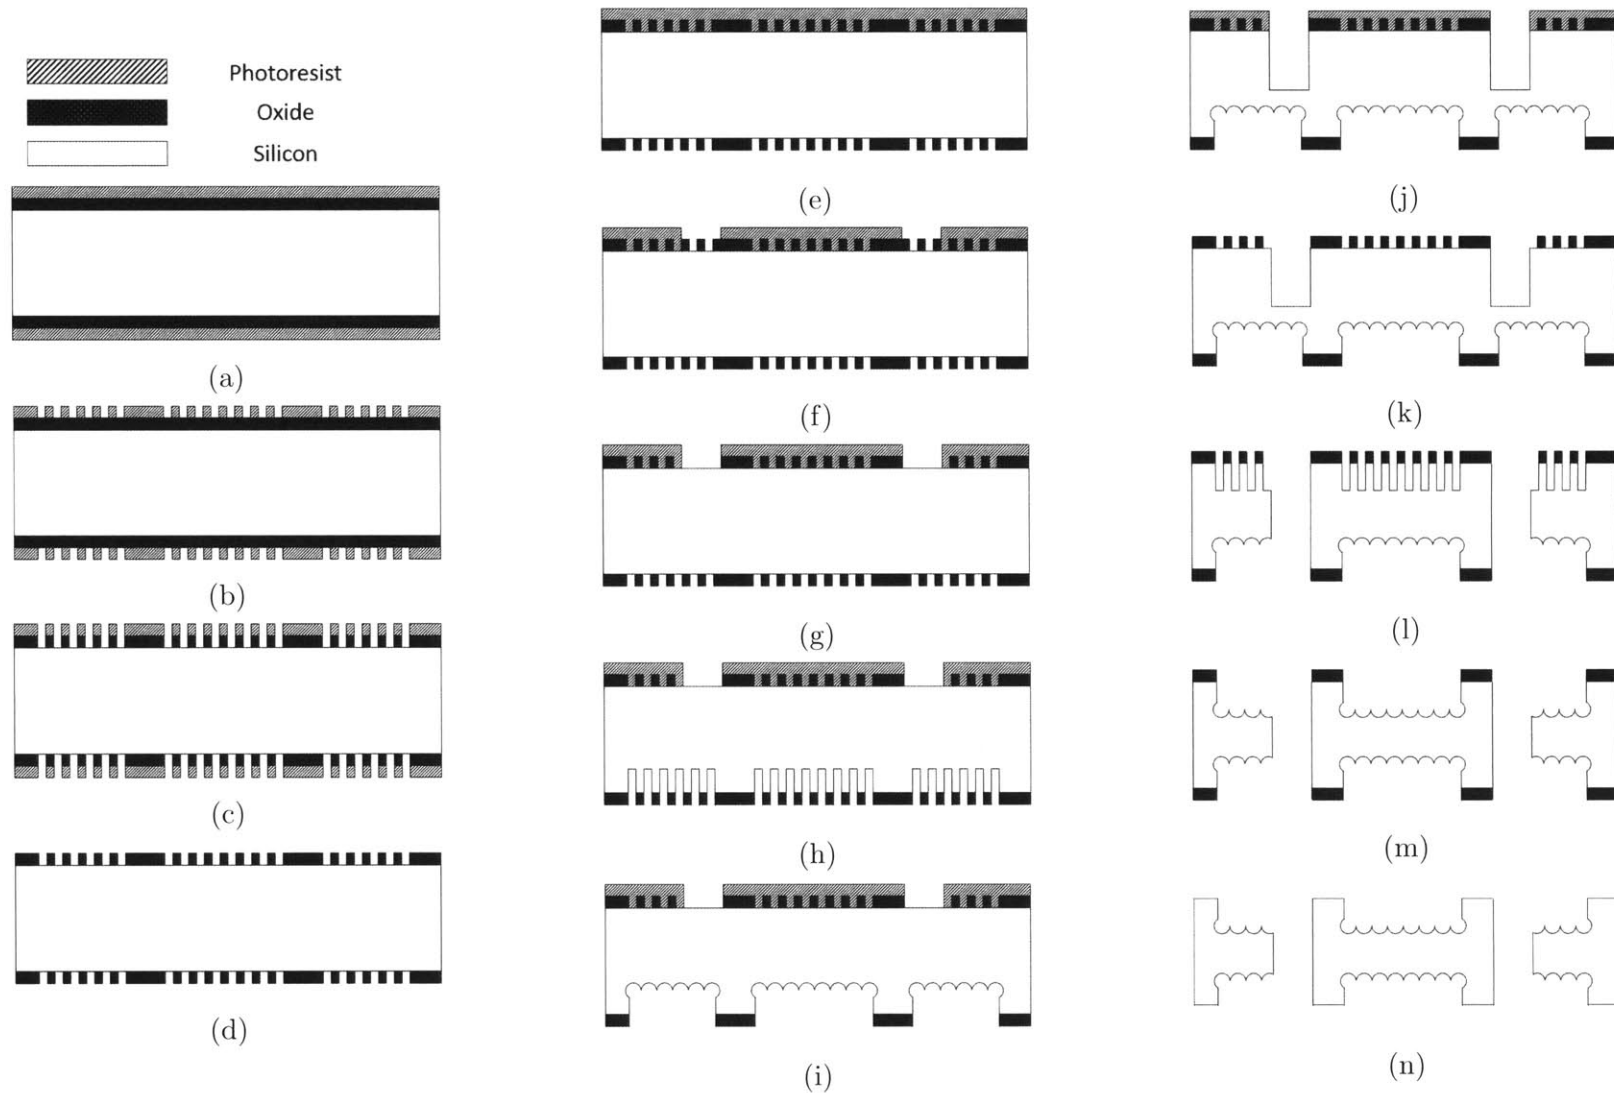 Photoresist
Oxide
Silicon
(a)
(b)
(c)
(d)
(e)
(f)
(g)
(h)
(i)
(j)
(k)
(l)
(m)
(n)